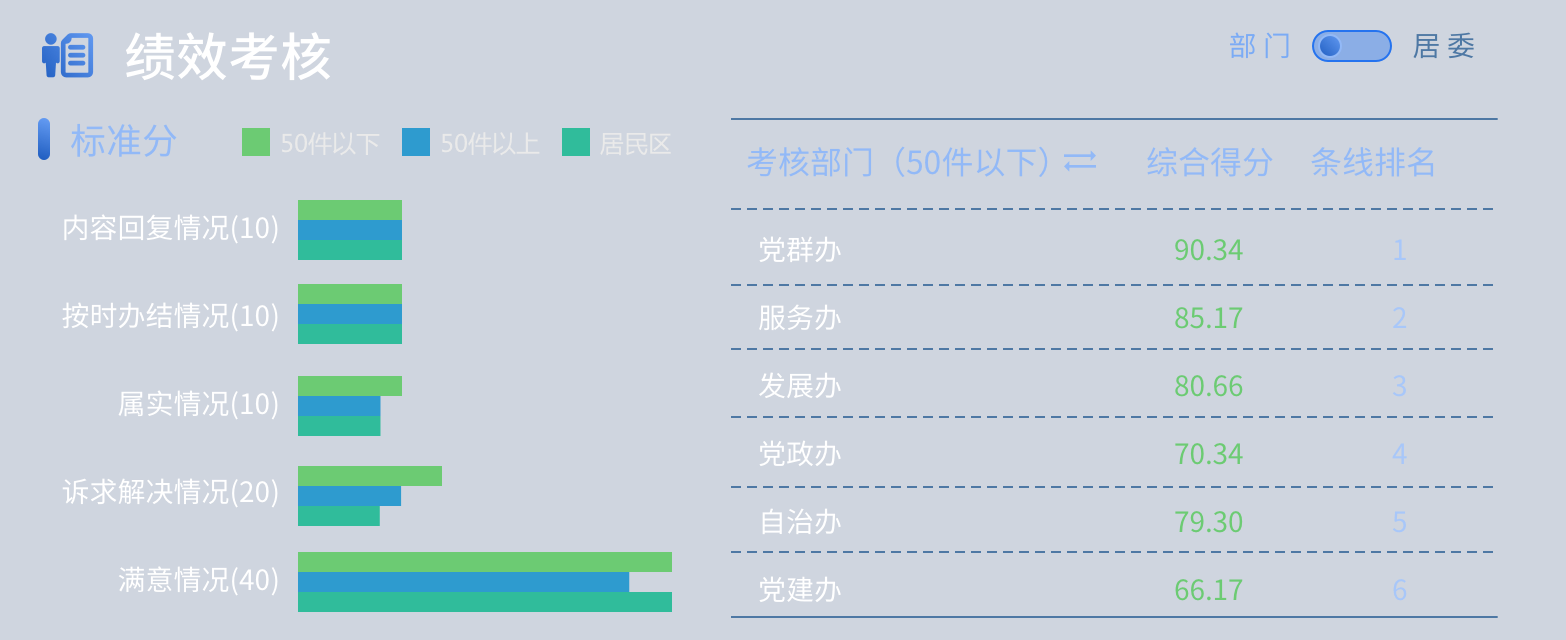 绩效考核
部门 居委
标准分
50件以下 50件以上 居民区
内容回复情况(10)
按时办结情况(10)
属实情况(10)
诉求解决情况(20)
满意情况(40)
考核部门（50件以下） 综合得分 条线排名
党群办 90.34 1
服务办 85.17 2
发展办 80.66 3
党政办 70.34 4
自治办 79.30 5
党建办 66.17 6